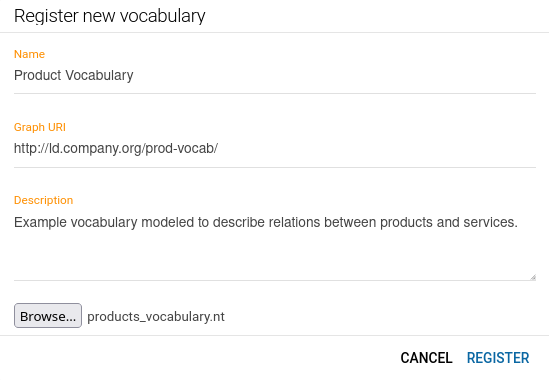 Register new vocabulary
Name
Product Vocabulary
Graph URI
http://ld.company.org/prod-vocab/
Description
Example vocabulary modeled to describe relations between products and services.
Browse... products_vocabulary.nt
CANCEL REGISTER